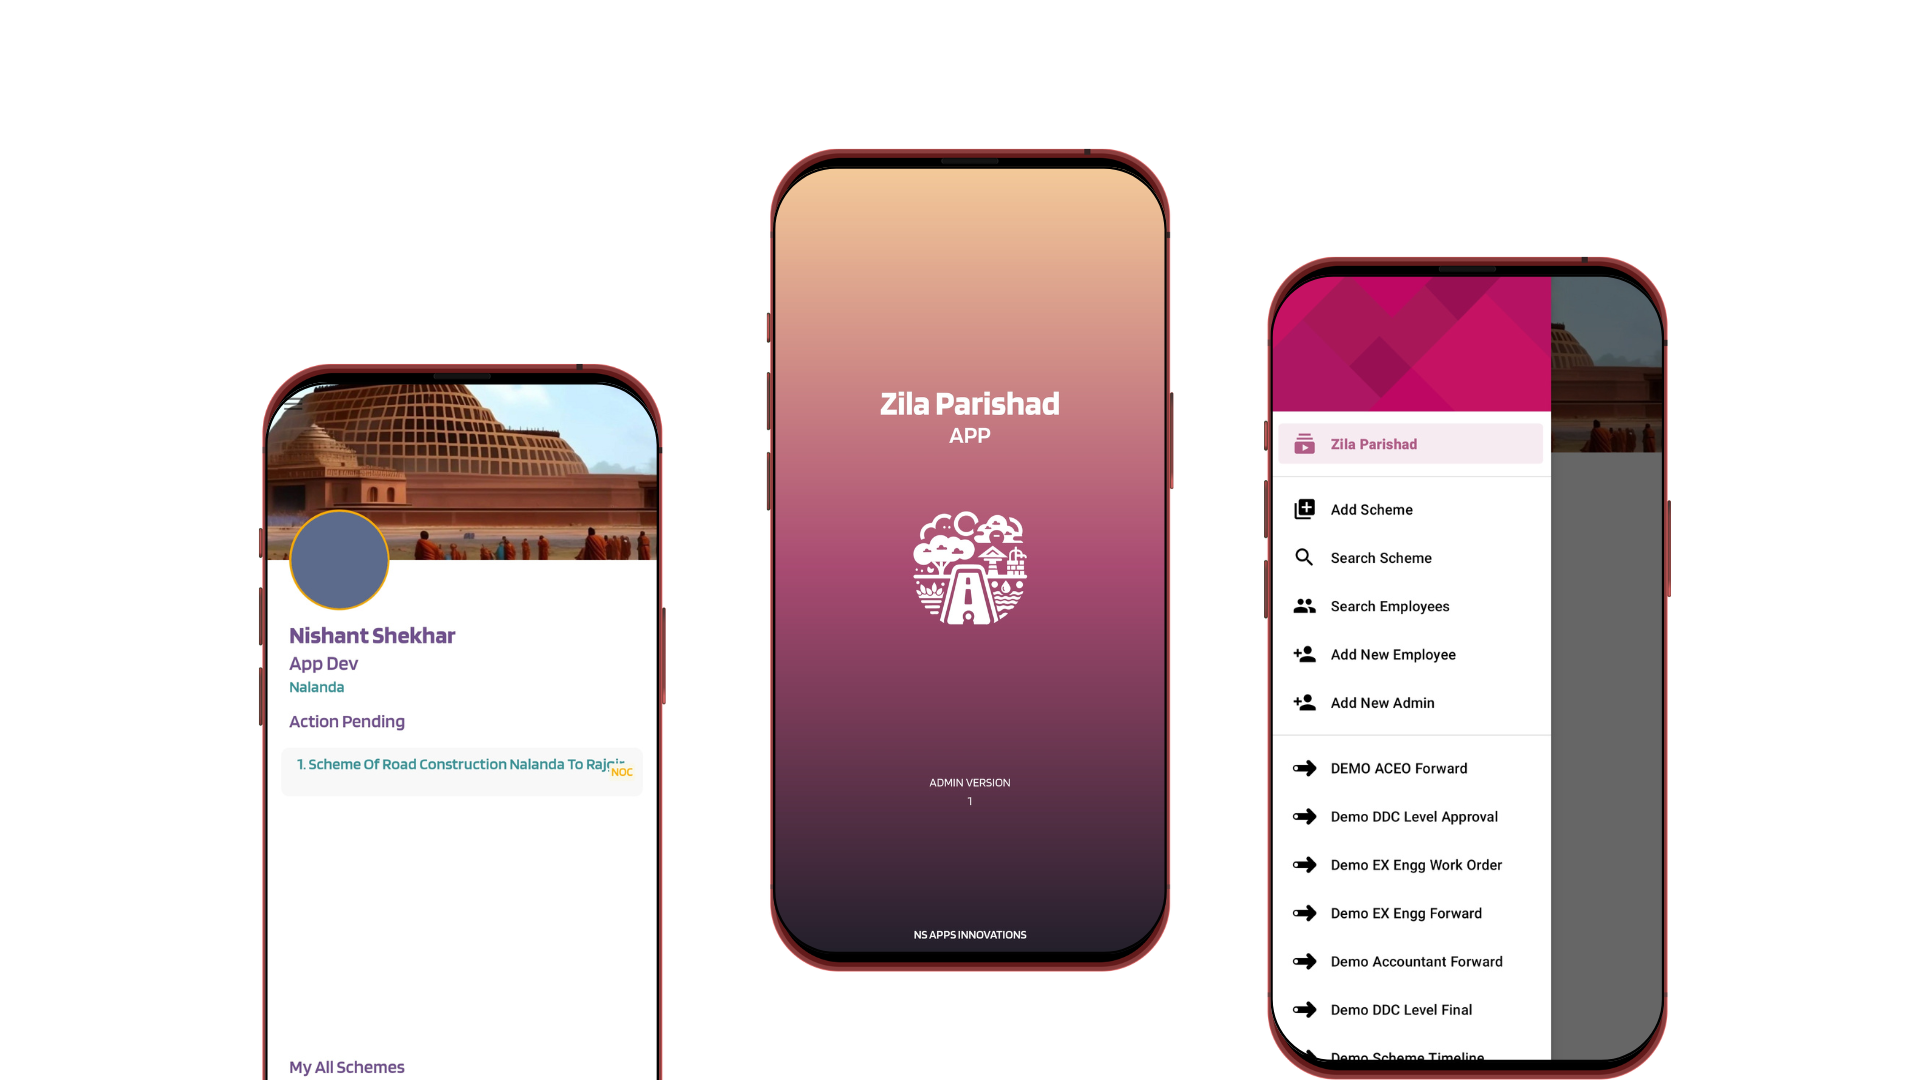 Nishant Shekhar
App Dev
Nalanda
Action Pending
1. Scheme Of Road Construction Nalanda To Rajgir
NOC
My All Schemes
Zila Parishad
APP
ADMIN VERSION
1
NS APPS INNOVATIONS
Zila Parishad
Add Scheme
Search Scheme
Search Employees
Add New Employee
Add New Admin
DEMO ACEO Forward
Demo DDC Level Approval
Demo EX Engg Work Order
Demo EX Engg Forward
Demo Accountant Forward
Demo DDC Level Final
Demo Scheme Timeline